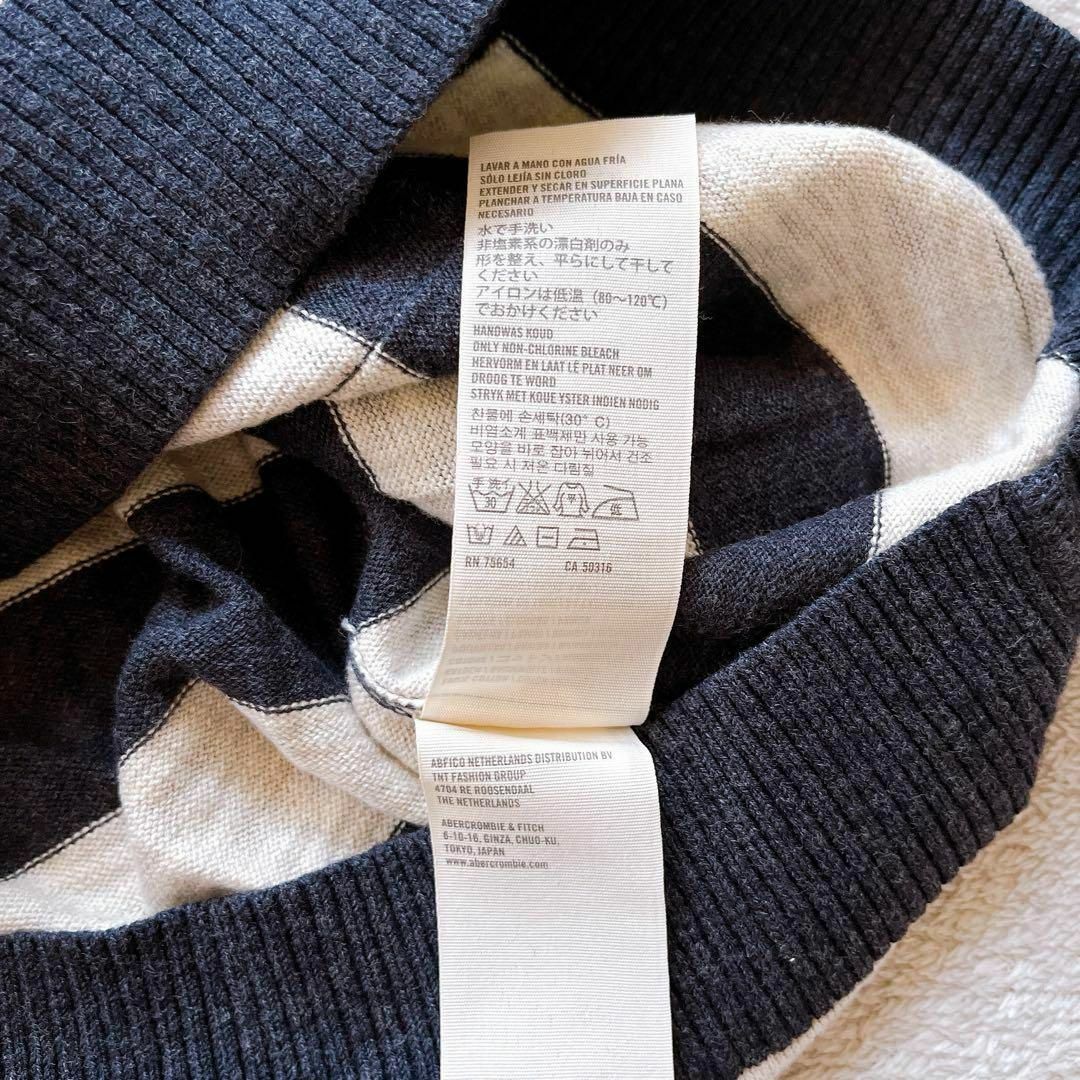 LAVAR A MANO CON AGUA FRÍA
SÓLO LEJÍA SIN CLORO
EXTENDER Y SECAR EN SUPERFICIE PLANA
PLANCHAR A TEMPERATURA BAJA EN CASO
NECESARIO
水で手洗い
非塩素系の漂白剤のみ
形を整え、平らにして干して
ください
アイロンは低温（80〜120℃）
でおかけください
HANDWAS KOUD
ONLY NON-CHLORINE BLEACH
HERVORM EN LAAT LÉ PLAT NEER OM
DROOG TE WORD
STRYK MET KOUE YSTER INDIEN NODIG
찬물에 손세탁(30° C)
비염소계 표백제만 사용 가능
모양을 바로 잡아 뉘어서 건조
필요 시 저온 다림질
手洗イ
30
低
RN 75654 CA 50316
ABFICO NETHERLANDS DISTRIBUTION BV
TNT FASHION GROUP
4704 RE ROOSENDAAL
THE NETHERLANDS
ABERCROMBIE & FITCH
6-10-16, GINZA, CHUO-KU,
TOKYO, JAPAN
www.abercrombie.com